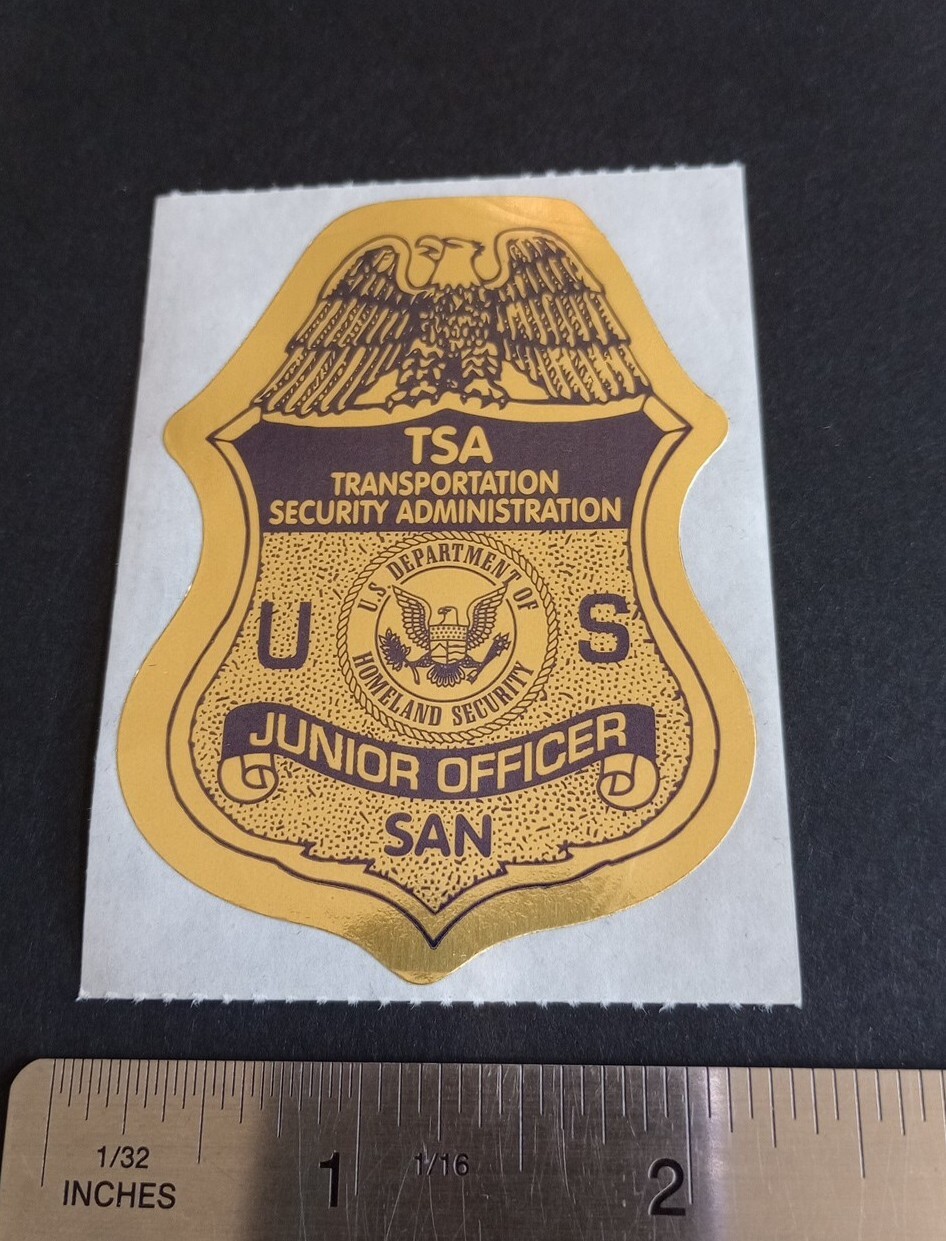 TSA
TRANSPORTATION
SECURITY ADMINISTRATION
U.S DEPARTMENT OF
HOMELAND SECURITY
U S
JUNIOR OFFICER
SAN
1/32
INCHES
1
1/16
2